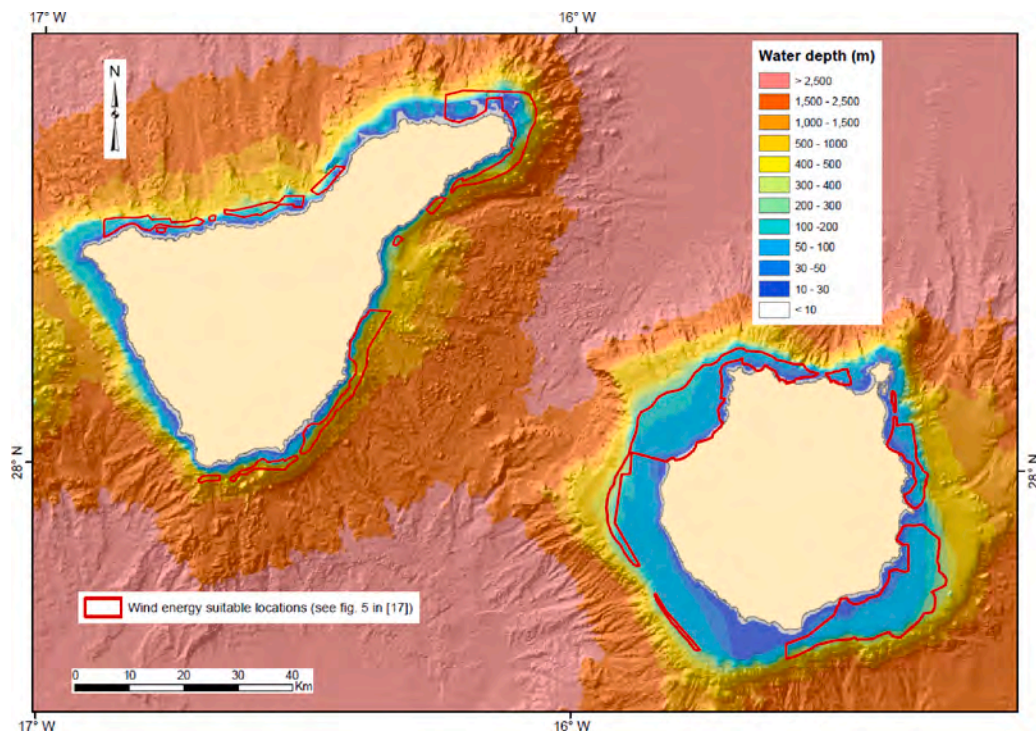 17° W
16° W
N
Water depth (m)
> 2,500
1,500 - 2,500
1,000 - 1,500
500 - 1000
400 - 500
300 - 400
200 - 300
100 -200
50 - 100
30 -50
10 - 30
< 10
28° N
28° N
Wind energy suitable locations (see fig. 5 in [17])
0 10 20 30 40
Km
17° W
16° W